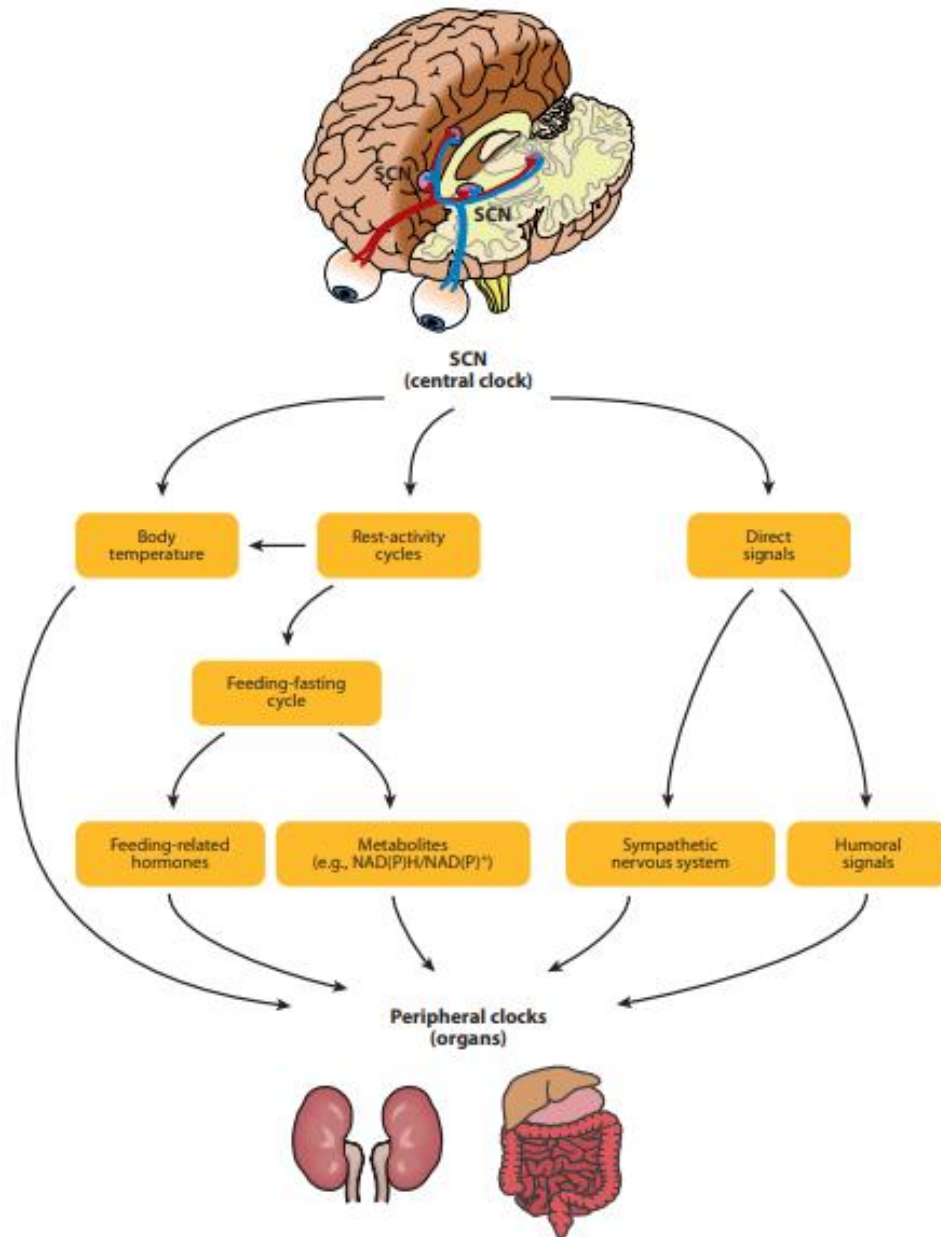 SCN
SCN
SCN
(central clock)
Body
temperature
Rest-activity
cycles
Direct
signals
Feeding-fasting
cycle
Feeding-related
hormones
Metabolites
(e.g., NAD(P)H/NAD(P)⁺)
Sympathetic
nervous system
Humoral
signals
Peripheral clocks
(organs)